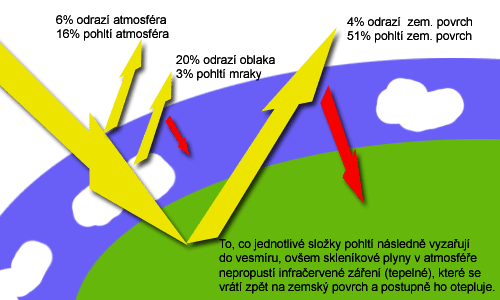 6% odrazí atmosféra
16% pohltí atmosféra
20% odrazí oblaka
3% pohltí mraky
4% odrazí zem. povrch
51% pohltí zem. povrch
To, co jednotlivé složky pohltí následně vyzařují
do vesmíru, ovšem skleníkové plyny v atmosféře
nepropustí infračervené záření (tepelné), které se
vrátí zpět na zemský povrch a postupně ho otepluje.